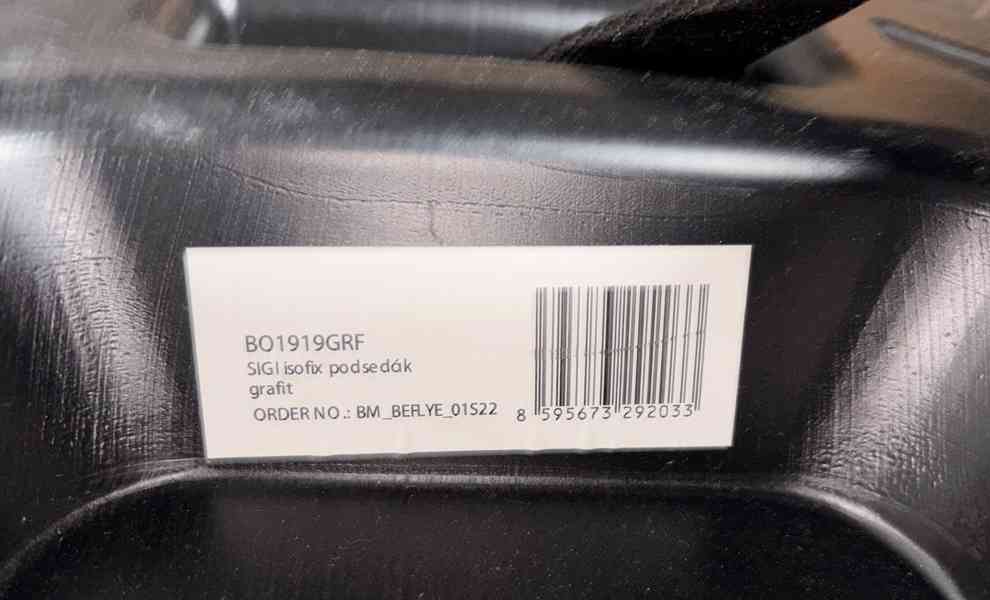 BO1919GRF
SIGI isofix podsedák
grafit
ORDER NO.: BM_BEFLYE_01S22
8 595673 292033